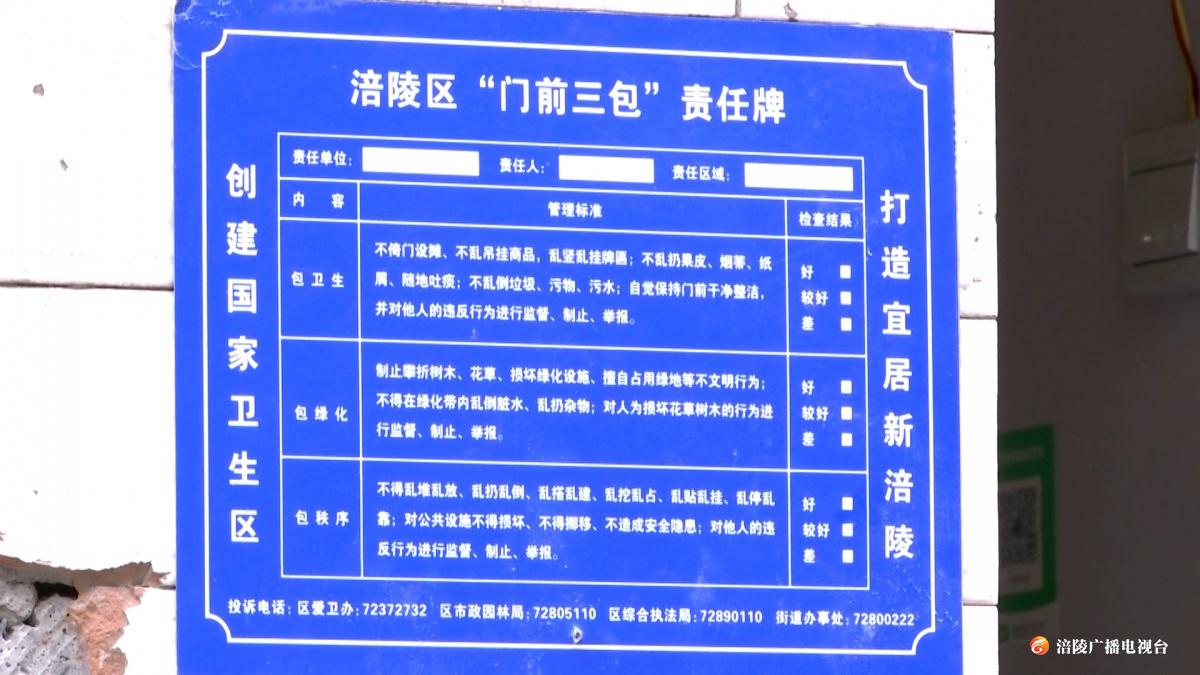 涪陵区“门前三包”责任牌
创建国家卫生区
责任单位：
责任人：
责任区域：
内 容
管理标准
检查结果
包卫生
不倚门设摊、不乱吊挂商品，乱竖乱挂牌匾；不乱扔果皮、烟蒂、纸
屑、随地吐痰；不乱倒垃圾、污物、污水；自觉保持门前干净整洁，
并对他人的违反行为进行监督、制止、举报。
好
较好
差
包绿化
制止攀折树木、花草、损坏绿化设施、擅自占用绿地等不文明行为；
不得在绿化带内乱倒脏水、乱扔杂物；对人为损坏花草树木的行为进
行监督、制止、举报。
好
较好
差
包秩序
不得乱堆乱放、乱扔乱倒、乱搭乱建、乱挖乱占、乱贴乱挂、乱停乱
靠；对公共设施不得损坏、不得挪移、不造成安全隐患；对他人的违
反行为进行监督、制止、举报。
好
较好
差
打造宜居新涪陵
投诉电话：区爱卫办：72372732 区市政园林局：72805110 区综合执法局：72890110 街道办事处：72800222
涪陵广播电视台